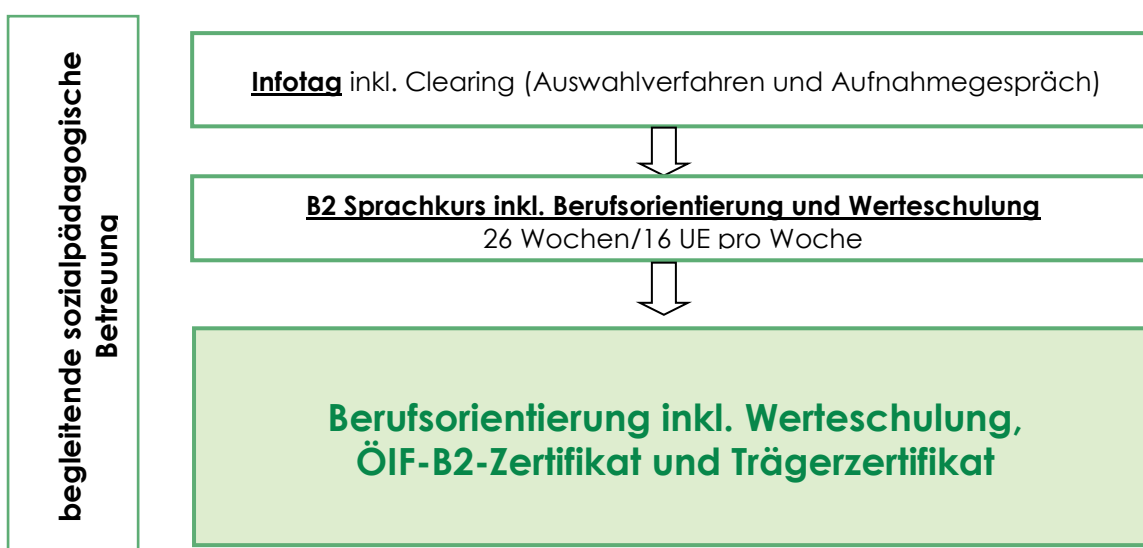 begleitende sozialpädagogische
Betreuung
Infotag inkl. Clearing (Auswahlverfahren und Aufnahmegespräch)
B2 Sprachkurs inkl. Berufsorientierung und Werteschulung
26 Wochen/16 UE pro Woche
Berufsorientierung inkl. Werteschulung,
ÖIF-B2-Zertifikat und Trägerzertifikat